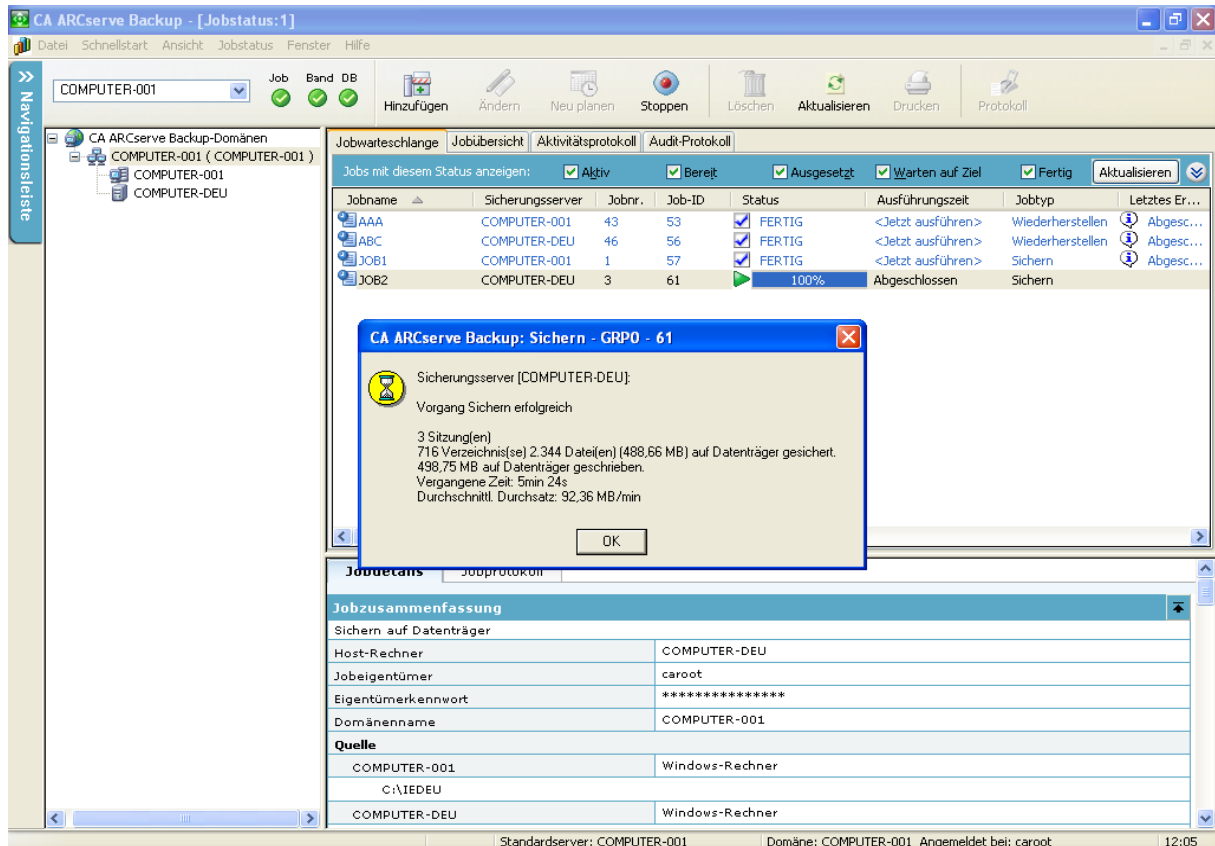 CA ARCserve Backup - [Jobstatus:1]
Datei Schnellstart Ansicht Jobstatus Fenster Hilfe
Navigationsleiste
COMPUTER-001
Job Band DB
Hinzufügen Ändern Neu planen Stoppen Löschen Aktualisieren Drucken Protokoll
CA ARCserve Backup-Domänen
COMPUTER-001 ( COMPUTER-001 )
COMPUTER-001
COMPUTER-DEU
Jobwarteschlange Jobübersicht Aktivitätsprotokoll Audit-Protokoll
Jobs mit diesem Status anzeigen: Aktiv Bereit Ausgesetzt Warten auf Ziel Fertig Aktualisieren
Jobname Sicherungsserver Jobnr. Job-ID Status Ausführungszeit Jobtyp Letztes Er...
AAA COMPUTER-001 43 53 FERTIG <Jetzt ausführen> Wiederherstellen Abgesc...
ABC COMPUTER-DEU 46 56 FERTIG <Jetzt ausführen> Wiederherstellen Abgesc...
JOB1 COMPUTER-001 1 57 FERTIG <Jetzt ausführen> Sichern Abgesc...
JOB2 COMPUTER-DEU 3 61 100% Abgeschlossen Sichern
CA ARCserve Backup: Sichern - GRP0 - 61
Sicherungsserver [COMPUTER-DEU]:
Vorgang Sichern erfolgreich
3 Sitzung(en)
716 Verzeichnis(se) 2.344 Datei(en) (488,66 MB) auf Datenträger gesichert.
498,75 MB auf Datenträger geschrieben.
Vergangene Zeit: 5min 24s
Durchschnittl. Durchsatz: 92,36 MB/min
OK
Jobdetails Jobprotokoll
Jobzusammenfassung
Sichern auf Datenträger
Host-Rechner COMPUTER-DEU
Jobeigentümer caroot
Eigentümerkennwort ***************
Domänenname COMPUTER-001
Quelle
COMPUTER-001 Windows-Rechner
C:\IEDEU
COMPUTER-DEU Windows-Rechner
Standardserver: COMPUTER-001 Domäne: COMPUTER-001 Angemeldet bei: caroot 12:05